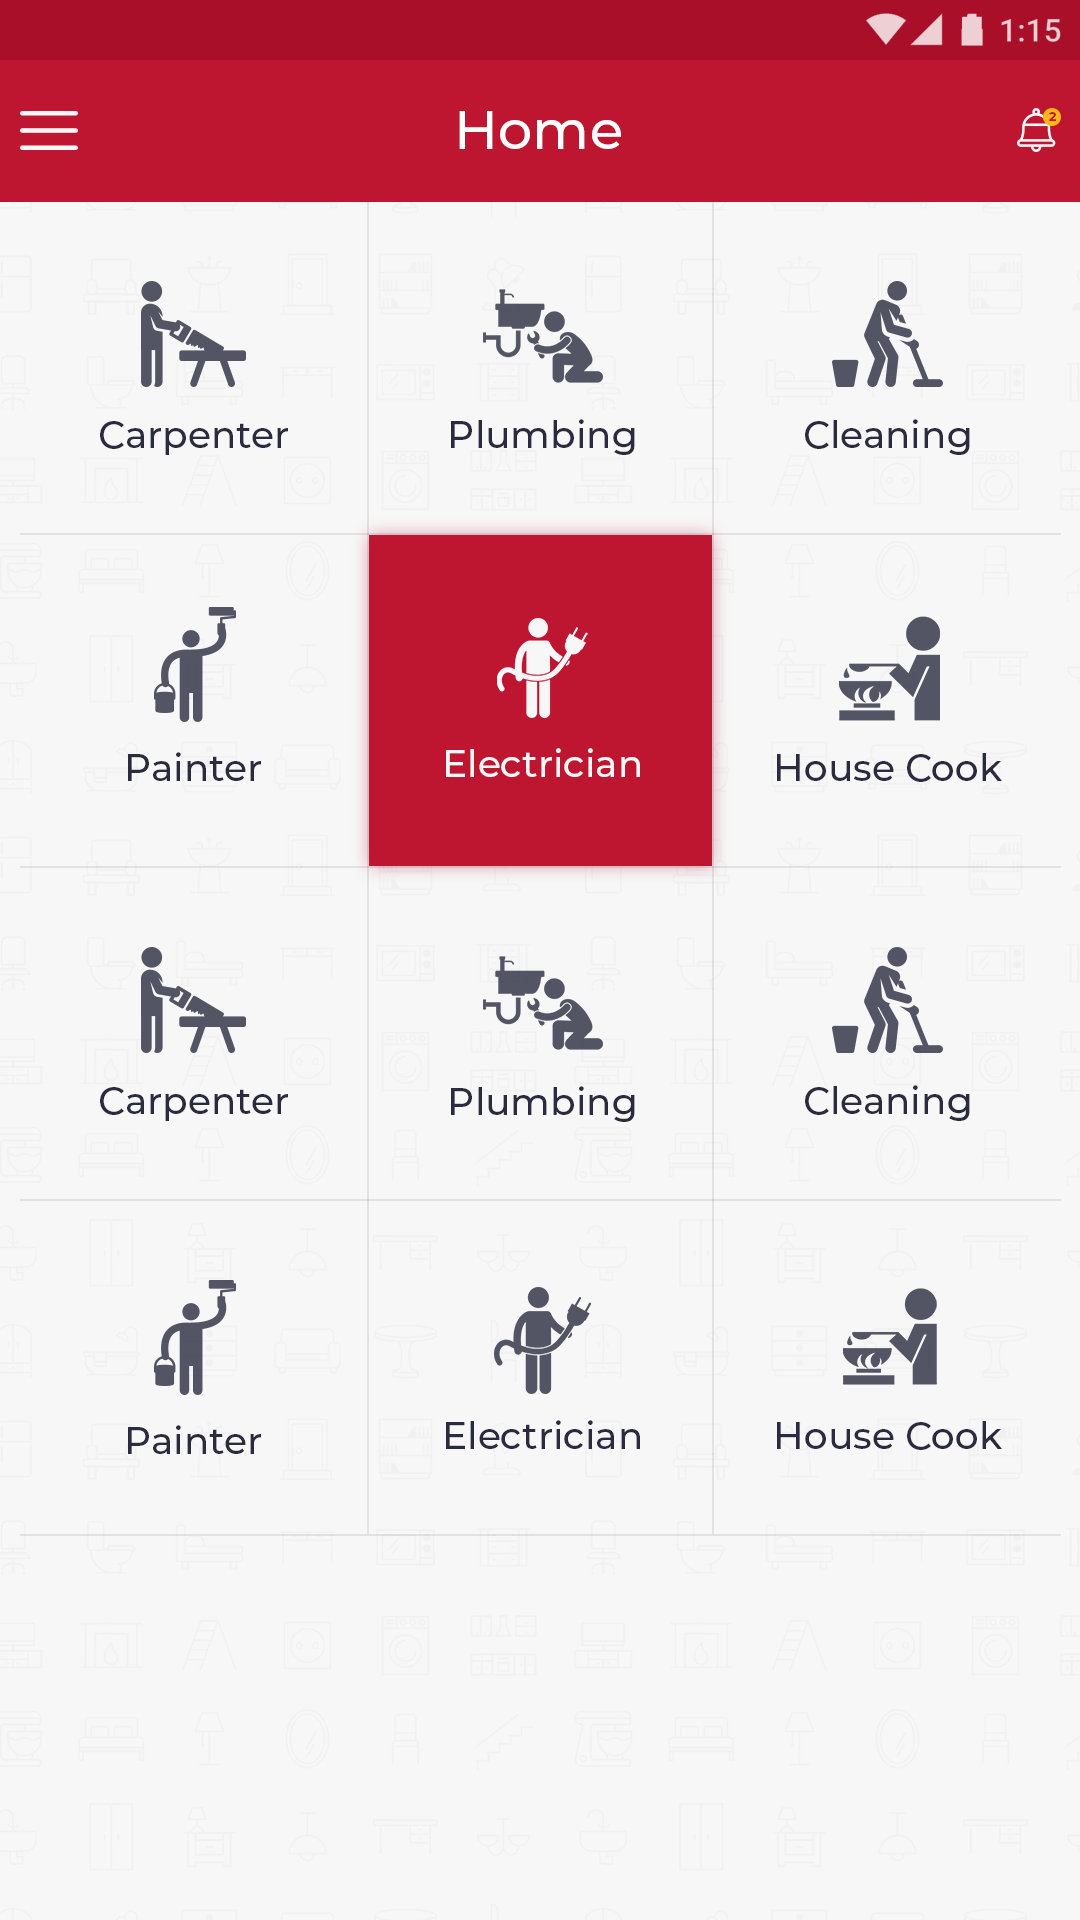 1:15
Home
2
Carpenter
Plumbing
Cleaning
Painter
Electrician
House Cook
Carpenter
Plumbing
Cleaning
Painter
Electrician
House Cook